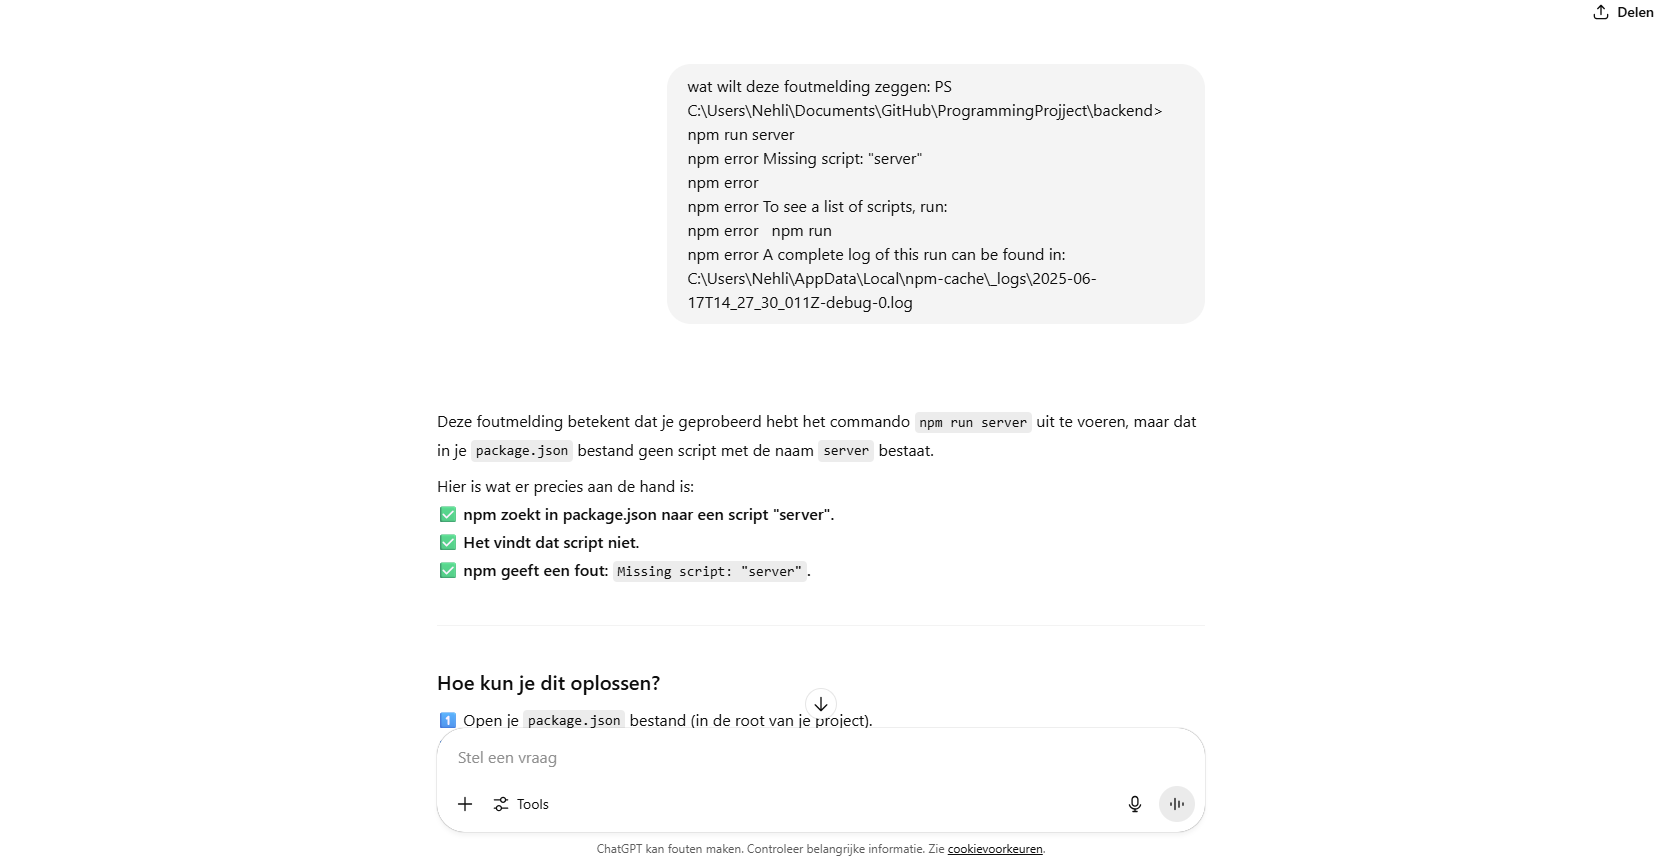 Delen
wat wilt deze foutmelding zeggen: PS
C:\Users\Nehli\Documents\GitHub\ProgrammingProjject\backend>
npm run server
npm error Missing script: "server"
npm error
npm error To see a list of scripts, run:
npm error   npm run
npm error A complete log of this run can be found in:
C:\Users\Nehli\AppData\Local\npm-cache\_logs\2025-06-
17T14_27_30_011Z-debug-0.log
Deze foutmelding betekent dat je geprobeerd hebt het commando npm run server uit te voeren, maar dat
in je package.json bestand geen script met de naam server bestaat.
Hier is wat er precies aan de hand is:
✅ npm zoekt in package.json naar een script "server".
✅ Het vindt dat script niet.
✅ npm geeft een fout: Missing script: "server".
Hoe kun je dit oplossen?
1️⃣ Open je package.json bestand (in de root van je project).
Stel een vraag
Tools
ChatGPT kan fouten maken. Controleer belangrijke informatie. Zie cookievoorkeuren.